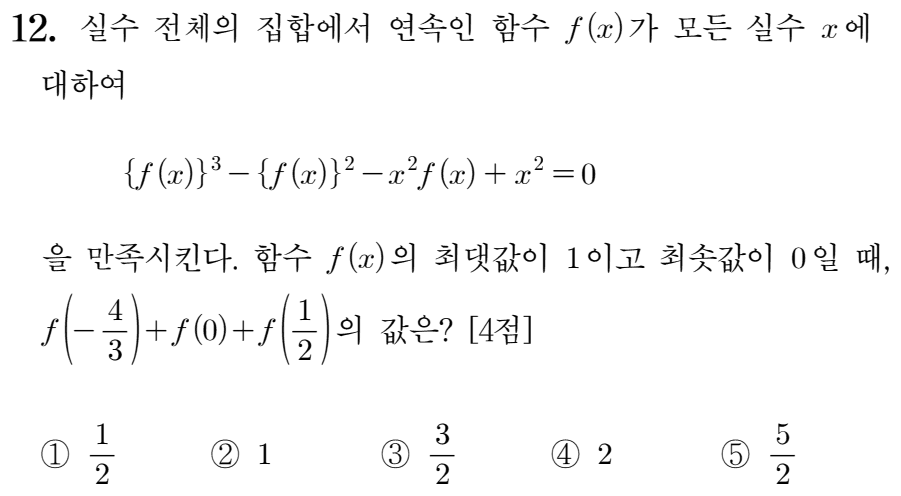 12. 실수 전체의 집합에서 연속인 함수 f(x)가 모든 실수 x에
대하여
{f(x)}³ − {f(x)}² − x²f(x) + x² = 0
을 만족시킨다. 함수 f(x)의 최댓값이 1이고 최솟값이 0일 때,
f(−4/3) + f(0) + f(1/2)의 값은? [4점]
① 1/2 ② 1 ③ 3/2 ④ 2 ⑤ 5/2